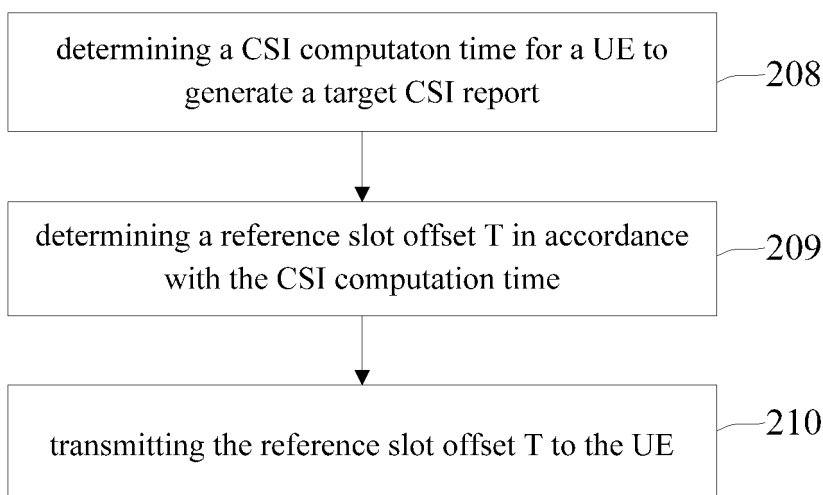 determining a CSI computaton time for a UE to
generate a target CSI report
208
determining a reference slot offset T in accordance
with the CSI computation time
209
transmitting the reference slot offset T to the UE
210